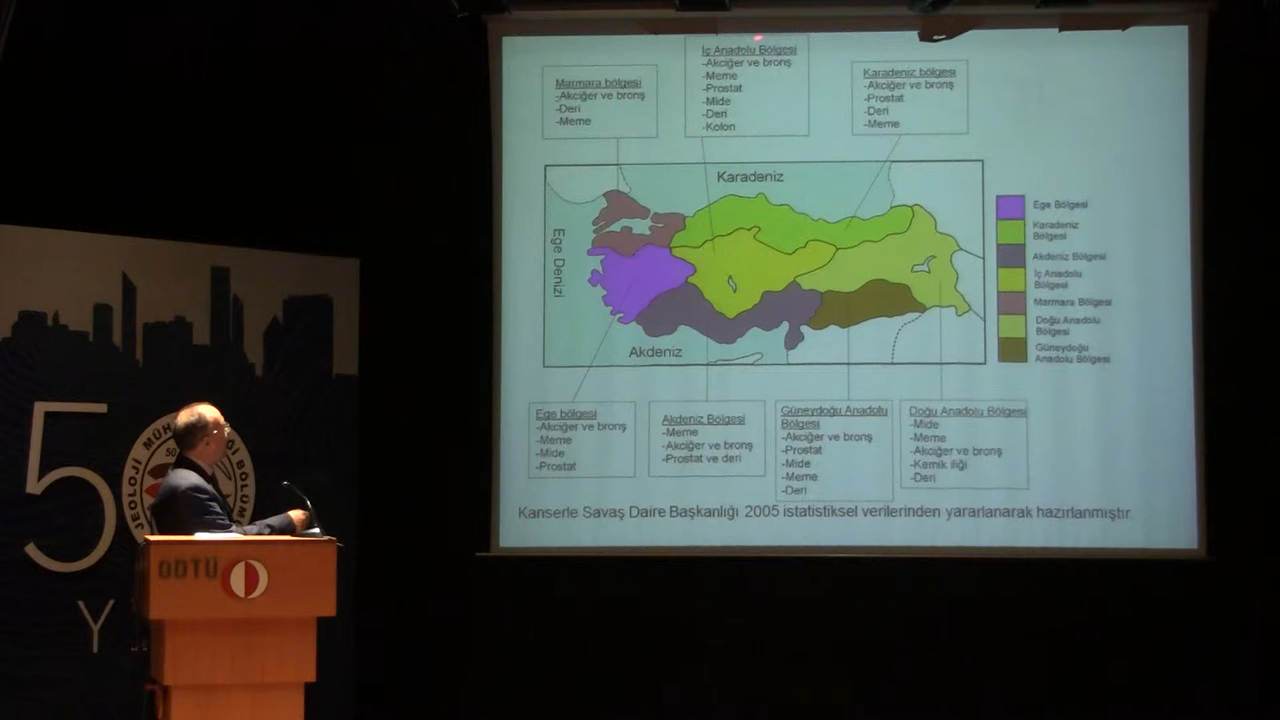 İç Anadolu Bölgesi
-Akciğer ve bronş
-Meme
-Prostat
-Mide
-Deri
-Kolon
Marmara bölgesi
-Akciğer ve bronş
-Deri
-Meme
Karadeniz bölgesi
-Akciğer ve bronş
-Prostat
-Deri
-Meme
Karadeniz
Ege Denizi
Akdeniz
Ege Bölgesi
Karadeniz
Bölgesi
Akdeniz Bölgesi
İç Anadolu
Bölgesi
Marmara Bölgesi
Doğu Anadolu
Bölgesi
Güneydoğu
Anadolu Bölgesi
Ege bölgesi
-Akciğer ve bronş
-Meme
-Mide
-Prostat
Akdeniz Bölgesi
-Meme
-Akciğer ve bronş
-Prostat ve deri
Güneydoğu Anadolu
Bölgesi
-Akciğer ve bronş
-Prostat
-Mide
-Meme
-Deri
Doğu Anadolu Bölgesi
-Mide
-Meme
-Akciğer ve bronş
-Kemik iliği
-Deri
Kanserle Savaş Daire Başkanlığı 2005 istatistiksel verilerinden yararlanarak hazırlanmıştır
50
JEOLOJİ
BÖLÜM
50
Y
ODTÜ